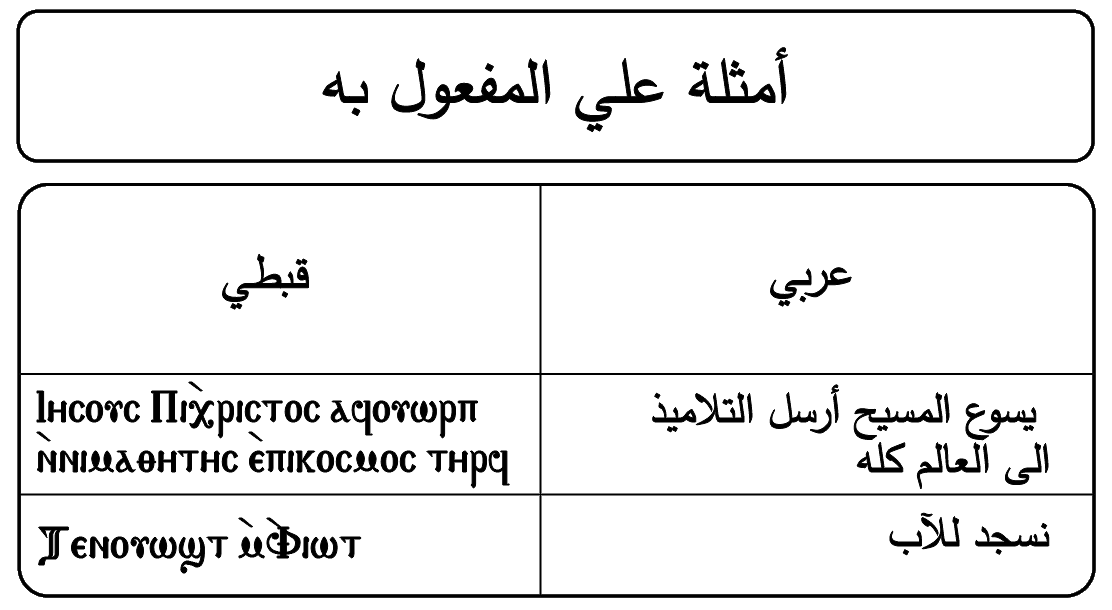 أمثلة علي المفعول به
عربي
قبطي
يسوع المسيح أرسل التلاميذ
الى العالم كله
Ⲓⲏⲥⲟⲩⲥ Ⲡⲓⲭ̀ⲣⲓⲥⲧⲟⲥ ⲁϥⲟⲩⲱⲣⲡ
ⲛ̀ⲛⲓⲙⲁⲑⲏⲧⲏⲥ ⲉ̀ⲡⲓⲕⲟⲥⲙⲟⲥ ⲧⲏⲣϥ
نسجد للآب
Ⲧⲉⲛⲟⲩⲱϣⲧ ⲙ̀Ⲫ̀ⲓⲱⲧ